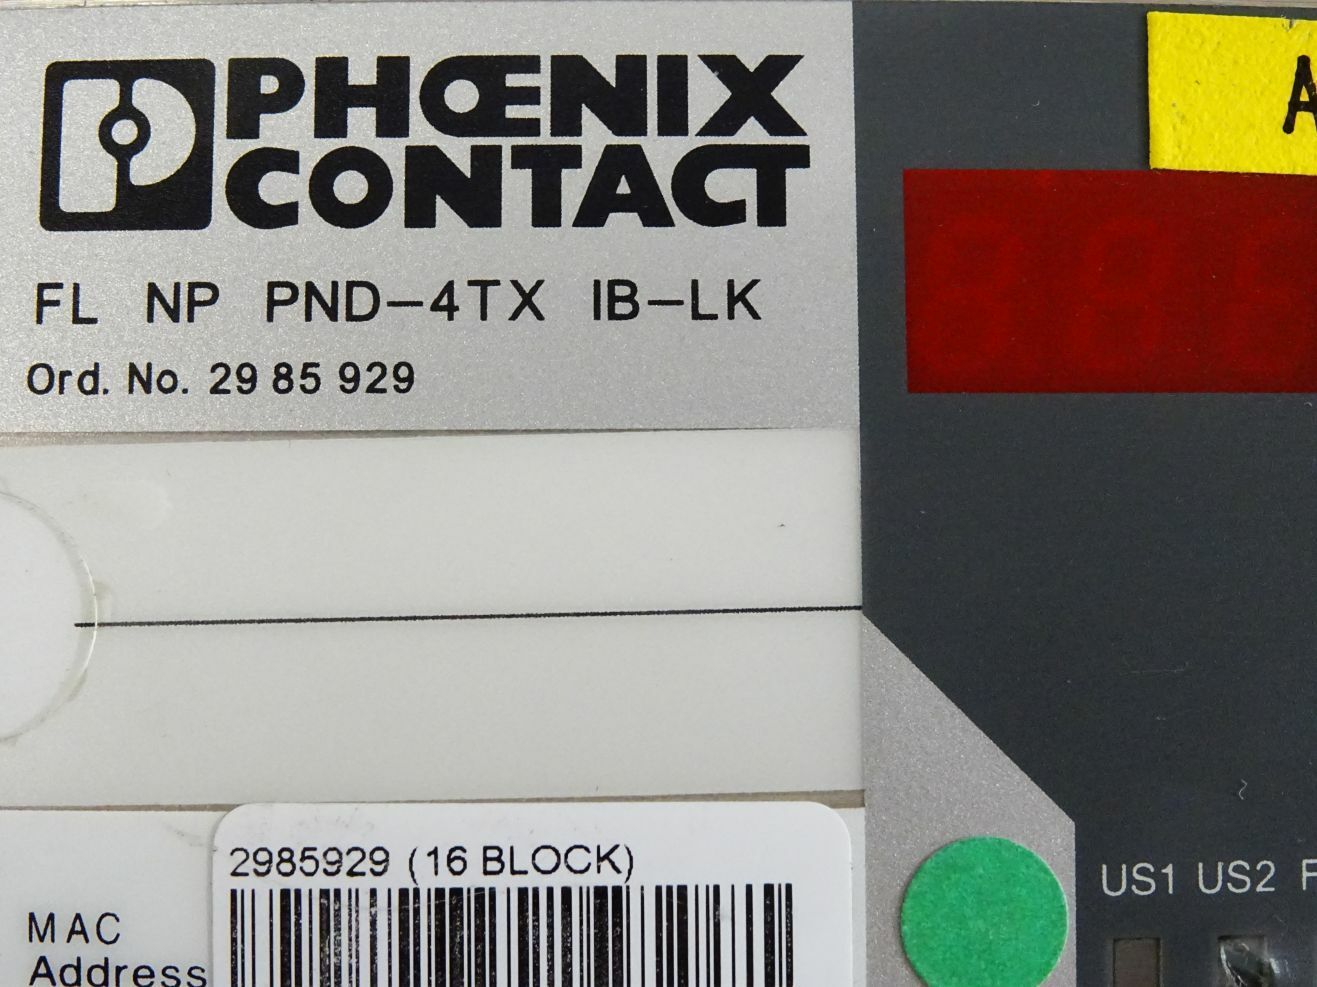 PHŒNIX
CONTACT
FL NP PND-4TX IB-LK
Ord. No. 29 85 929
A
2985929 (16 BLOCK)
MAC
Address
US1 US2 F